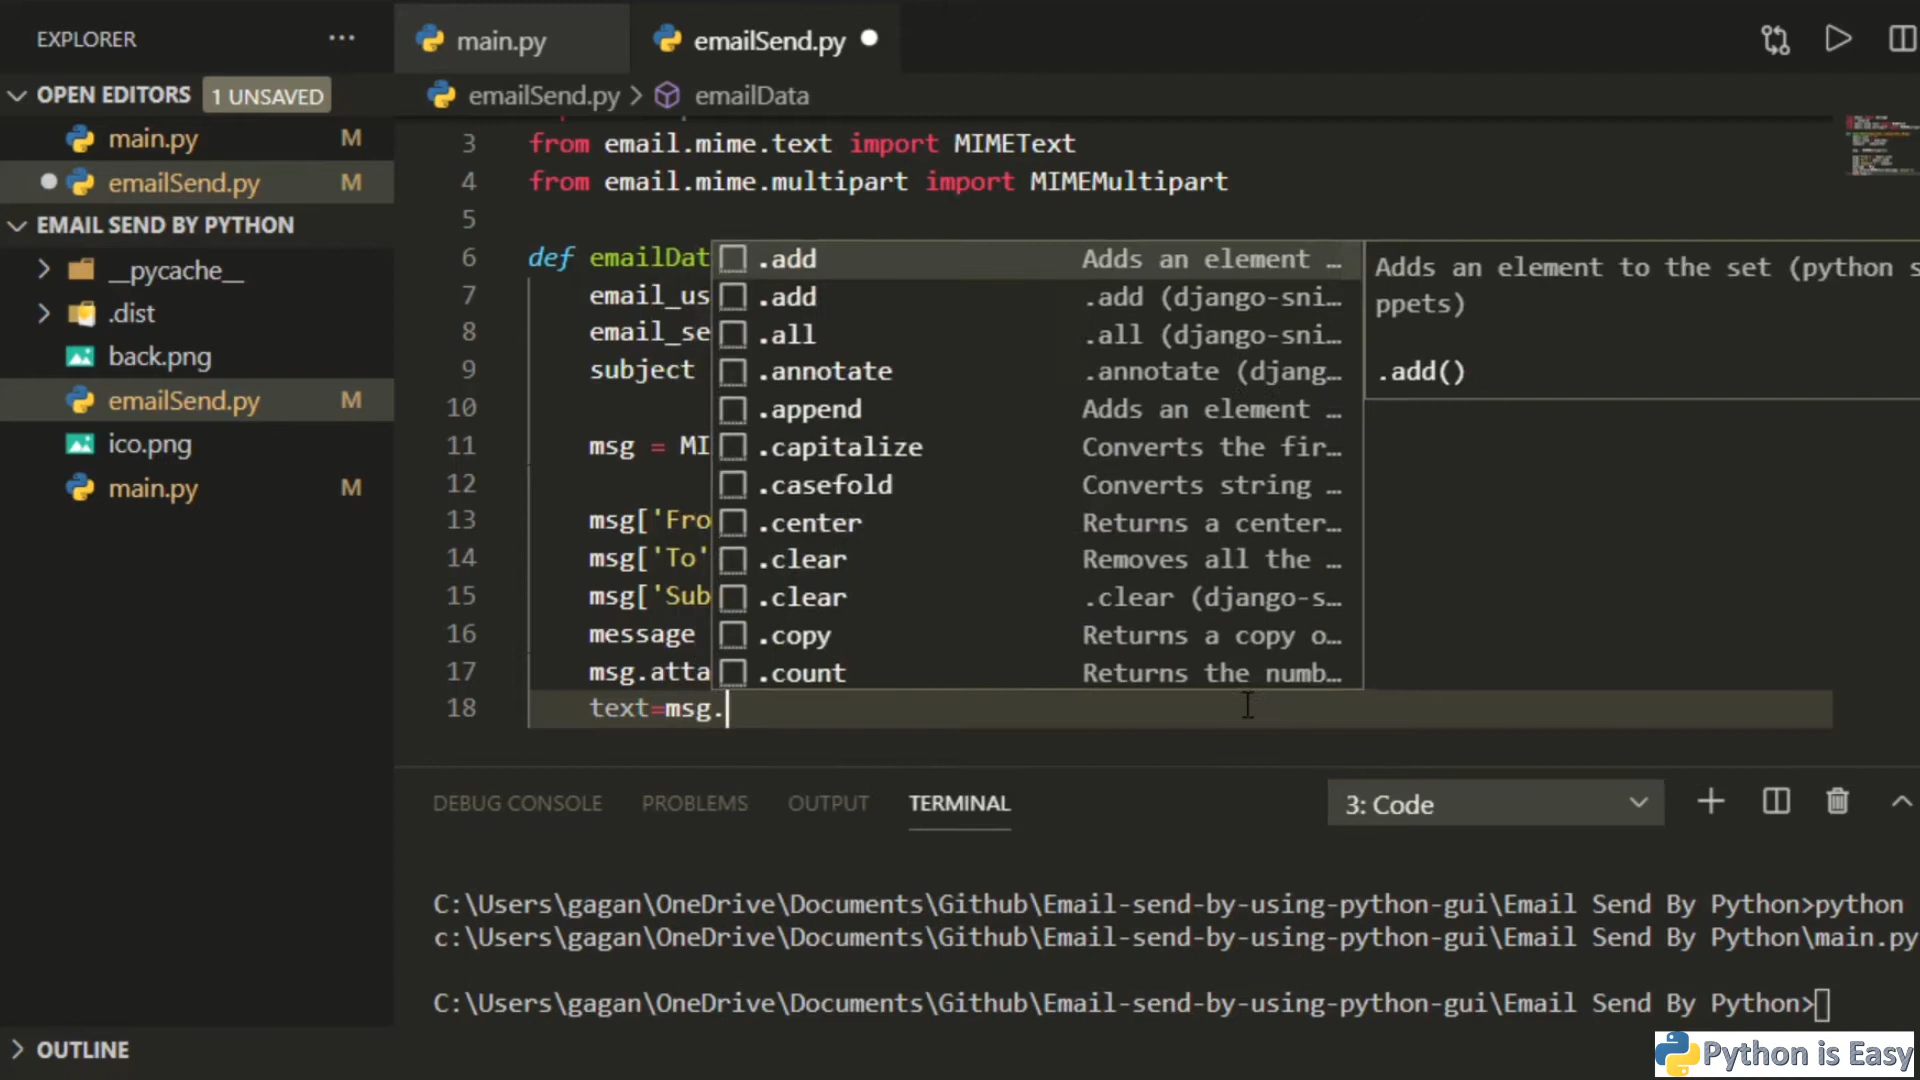 EXPLORER
OPEN EDITORS 1 UNSAVED
main.py M
emailSend.py M
EMAIL SEND BY PYTHON
__pycache__
.dist
back.png
emailSend.py M
ico.png
main.py M
OUTLINE
main.py
emailSend.py
emailSend.py > emailData
3 from email.mime.text import MIMEText
4 from email.mime.multipart import MIMEMultipart
5
6 def emailDat
7 email_us
8 email_se
9 subject
10
11 msg = MI
12
13 msg['Fro
14 msg['To'
15 msg['Sub
16 message
17 msg.atta
18 text=msg.
.add Adds an element …
.add .add (django-sni…
.all .all (django-sni…
.annotate .annotate (djang…
.append Adds an element …
.capitalize Converts the fir…
.casefold Converts string …
.center Returns a center…
.clear Removes all the …
.clear .clear (django-s…
.copy Returns a copy o…
.count Returns the numb…
Adds an element to the set (python s
ppets)
.add()
DEBUG CONSOLE PROBLEMS OUTPUT TERMINAL 3: Code
C:\Users\gagan\OneDrive\Documents\Github\Email-send-by-using-python-gui\Email Send By Python>python
c:\Users\gagan\OneDrive\Documents\Github\Email-send-by-using-python-gui\Email Send By Python\main.py
C:\Users\gagan\OneDrive\Documents\Github\Email-send-by-using-python-gui\Email Send By Python>
Python is Easy